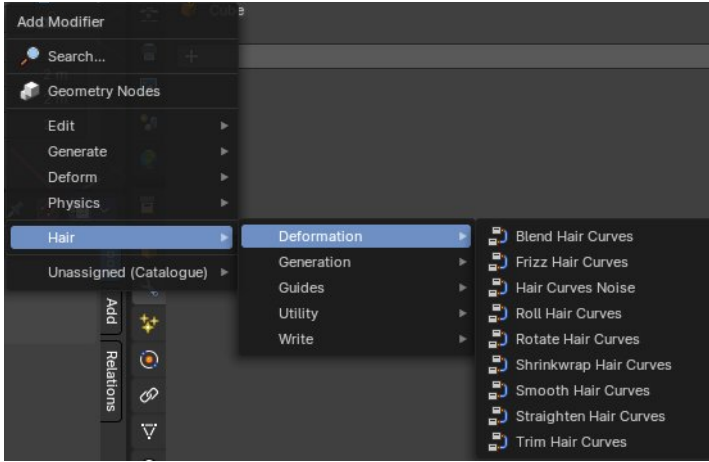 Add Modifier
Search...
Geometry Nodes
Edit
Generate
Deform
Physics
Hair
Unassigned (Catalogue)
Deformation
Generation
Guides
Utility
Write
Blend Hair Curves
Frizz Hair Curves
Hair Curves Noise
Roll Hair Curves
Rotate Hair Curves
Shrinkwrap Hair Curves
Smooth Hair Curves
Straighten Hair Curves
Trim Hair Curves
Add
Relations
Cube